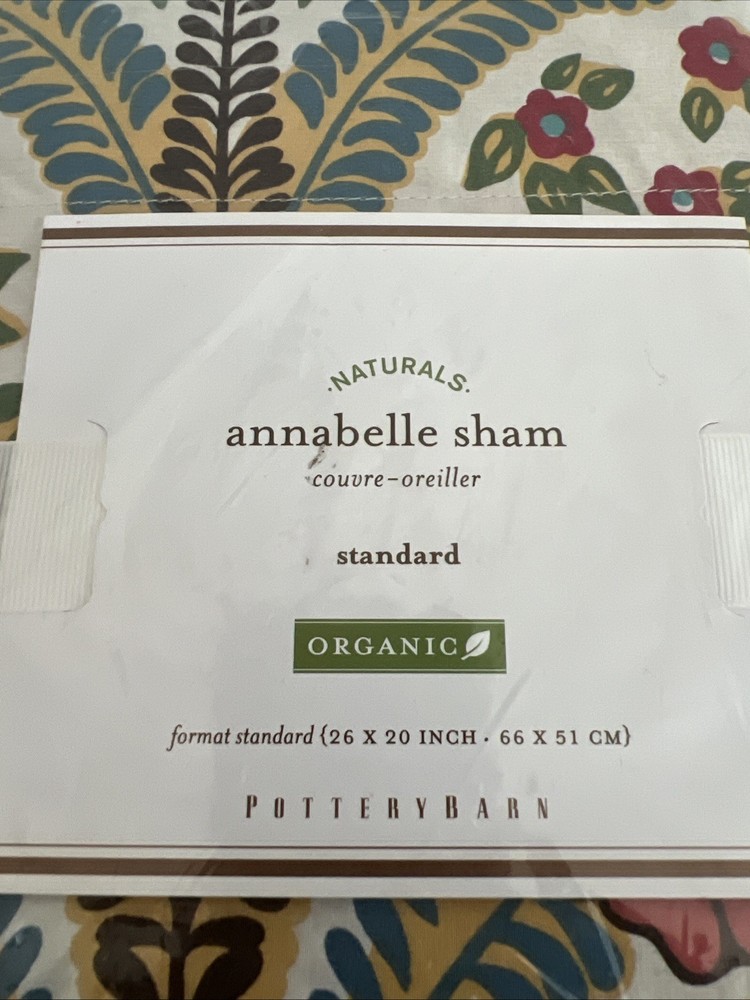 ·NATURALS·
annabelle sham
couvre-oreiller
standard
ORGANIC
format standard {26 X 20 INCH · 66 X 51 CM}
POTTERYBARN